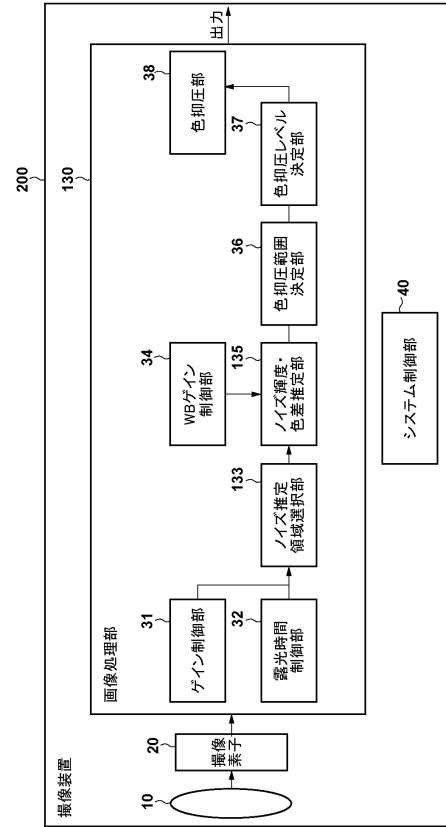 撮像装置
200
10
20
撮像
素子
画像処理部
130
31
ゲイン制御部
32
露光時間
制御部
133
ノイズ推定
領域選択部
34
WBゲイン
制御部
135
ノイズ輝度・
色差推定部
36
色抑圧範囲
決定部
37
色抑圧レベル
決定部
38
色抑圧部
出力
40
システム制御部